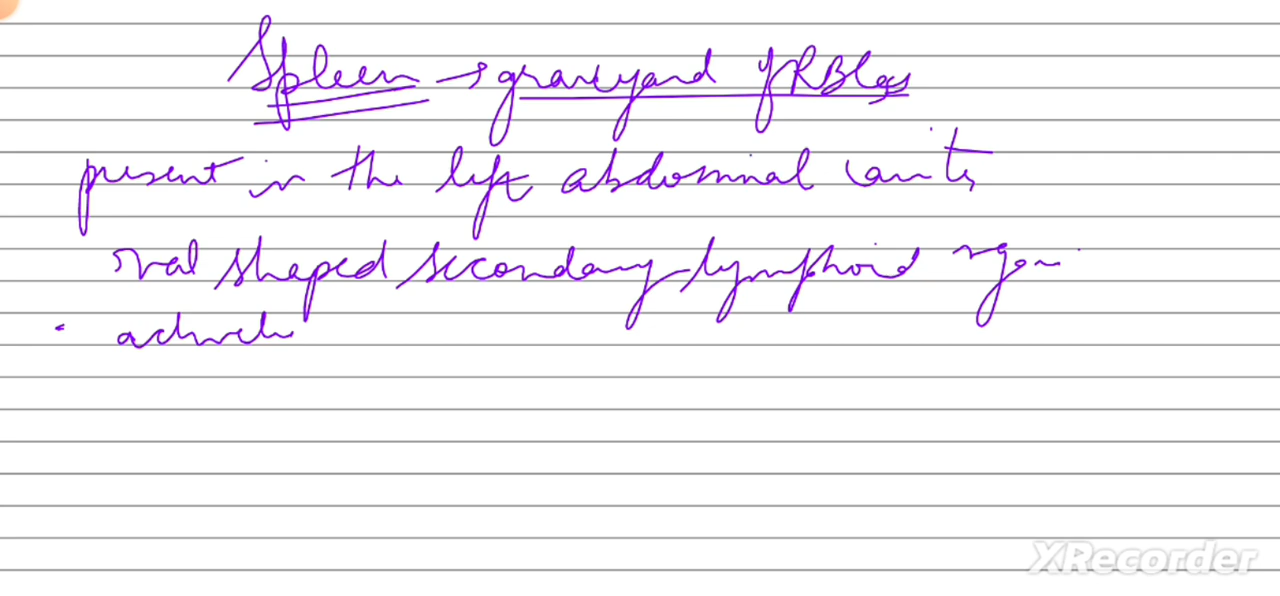 Spleen → graveyard of RBCs
present in the left abdominal cavity
oval shaped secondary lymphoid organ
XRecorder